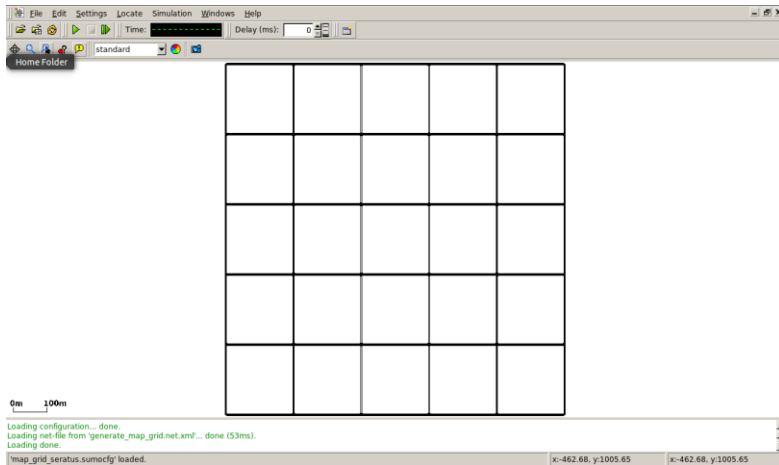 File Edit Settings Locate Simulation Windows Help
Time: Delay (ms): 0
standard
Home Folder
0m 100m
Loading configuration... done.
Loading net-file from 'generate_map_grid.net.xml'... done (53ms).
Loading done.
'map_grid_seratus.sumocfg' loaded. x:-462.68, y:1005.65 x:-462.68, y:1005.65